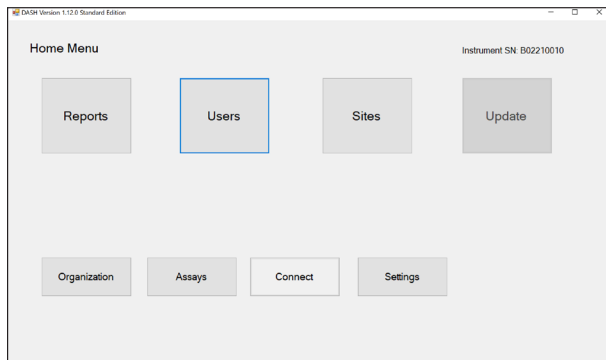 DASH Version 1.12.0 Standard Edition
Home Menu
Instrument SN: B02210010
Reports
Users
Sites
Update
Organization
Assays
Connect
Settings